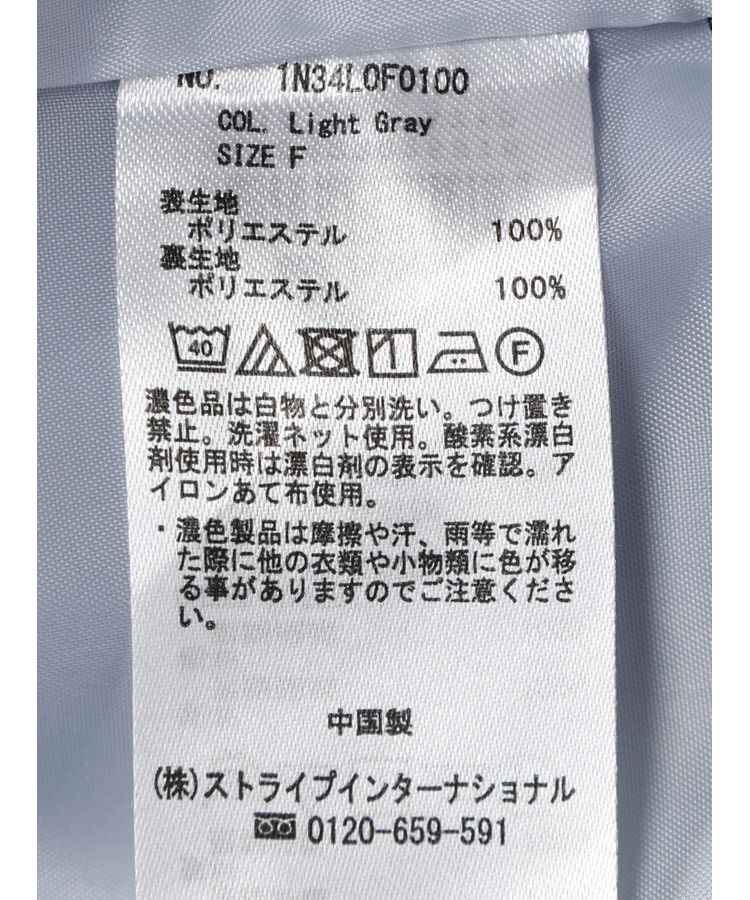 NO. 1N34L0F0100
COL. Light Gray
SIZE F
表生地
ポリエステル 100%
裏生地
ポリエステル 100%
40 F
濃色品は白物と分別洗い。つけ置き
禁止。洗濯ネット使用。酸素系漂白
剤使用時は漂白剤の表示を確認。ア
イロンあて布使用。
・濃色製品は摩擦や汗、雨等で濡れ
た際に他の衣類や小物類に色が移
る事がありますのでご注意くださ
い。
中国製
(株)ストライプインターナショナル
0120-659-591